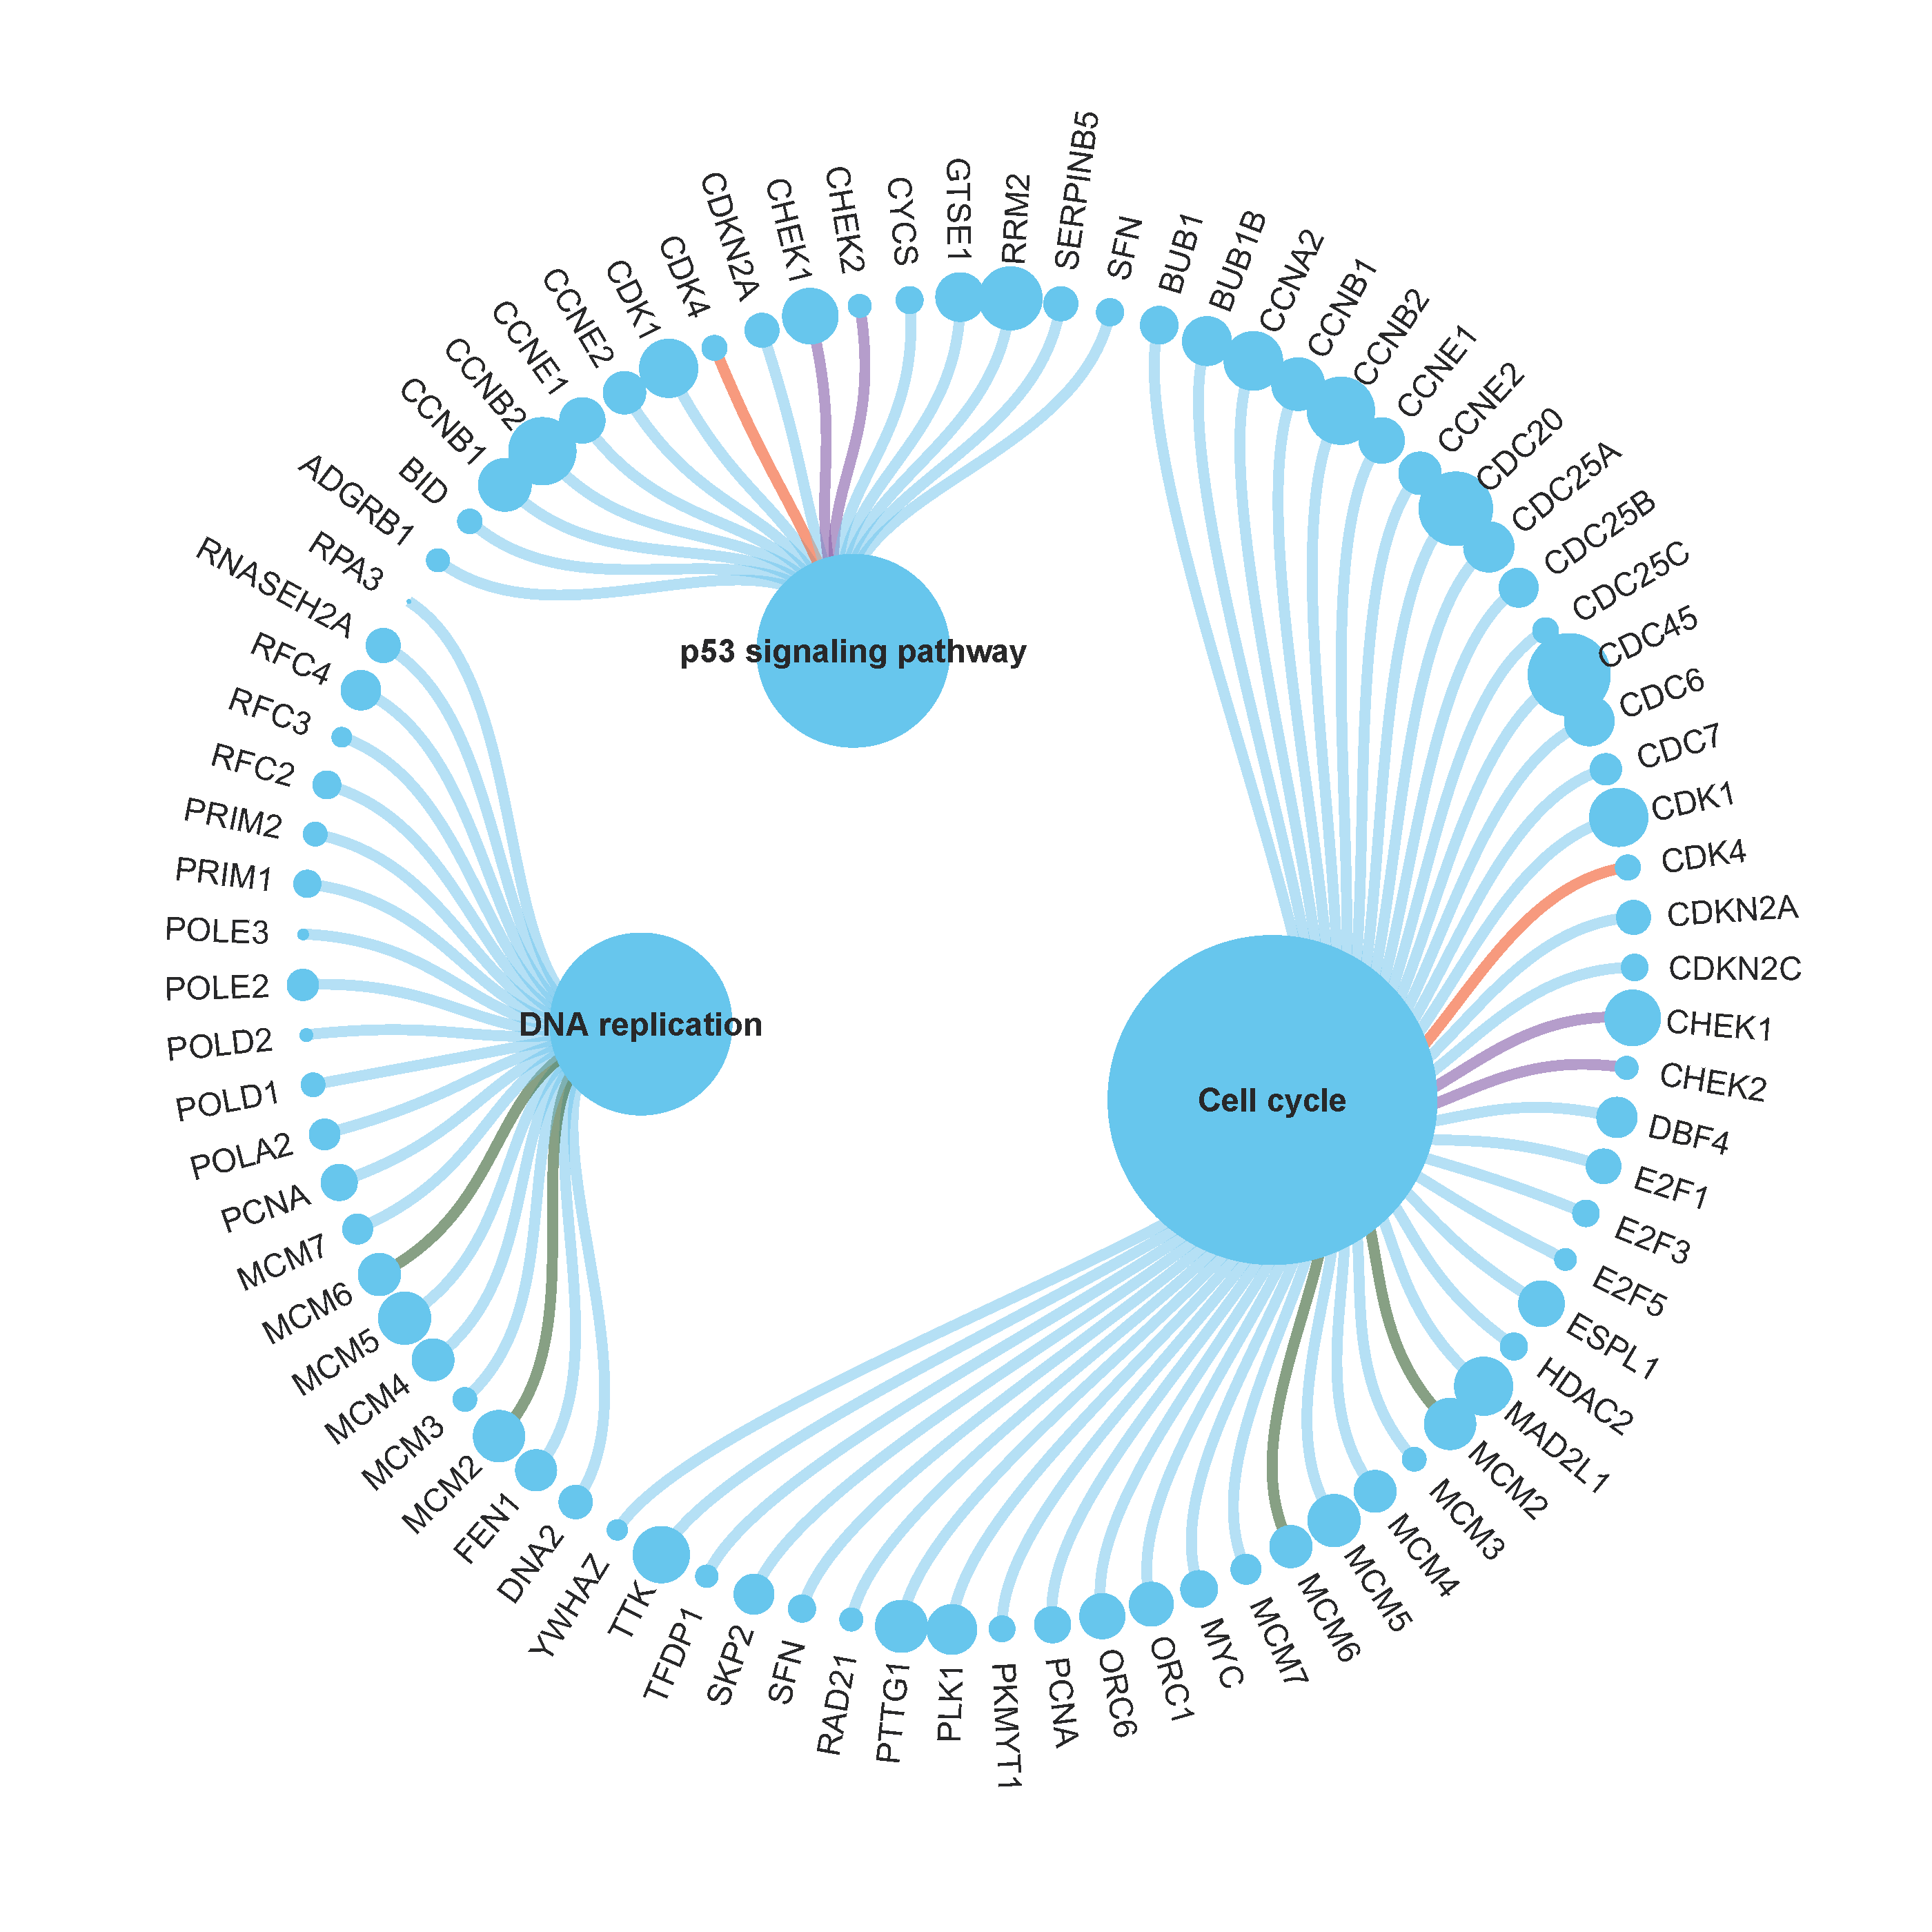 ADGRB1
BID
CCNB1
CCNB2
CCNE1
CCNE2
CDK1
CDK4
CDKN2A
CHEK1
CHEK2
CYCS
GTSE1
RRM2
SERPINB5
SFN
BUB1
BUB1B
CCNA2
CCNB1
CCNB2
CCNE1
CCNE2
CDC20
CDC25A
CDC25B
CDC25C
CDC45
CDC6
CDC7
CDK1
CDK4
CDKN2A
CDKN2C
CHEK1
CHEK2
DBF4
E2F1
E2F3
E2F5
ESPL1
HDAC2
MAD2L1
MCM2
MCM3
MCM4
MCM5
MCM6
MCM7
MYC
ORC1
ORC6
PCNA
PKMYT1
PLK1
PTTG1
RAD21
SFN
SKP2
TFDP1
TTK
YWHAZ
DNA2
FEN1
MCM2
MCM3
MCM4
MCM5
MCM6
MCM7
PCNA
POLA2
POLD1
POLD2
POLE2
POLE3
PRIM1
PRIM2
RFC2
RFC3
RFC4
RNASEH2A
RPA3
p53 signaling pathway
DNA replication
Cell cycle